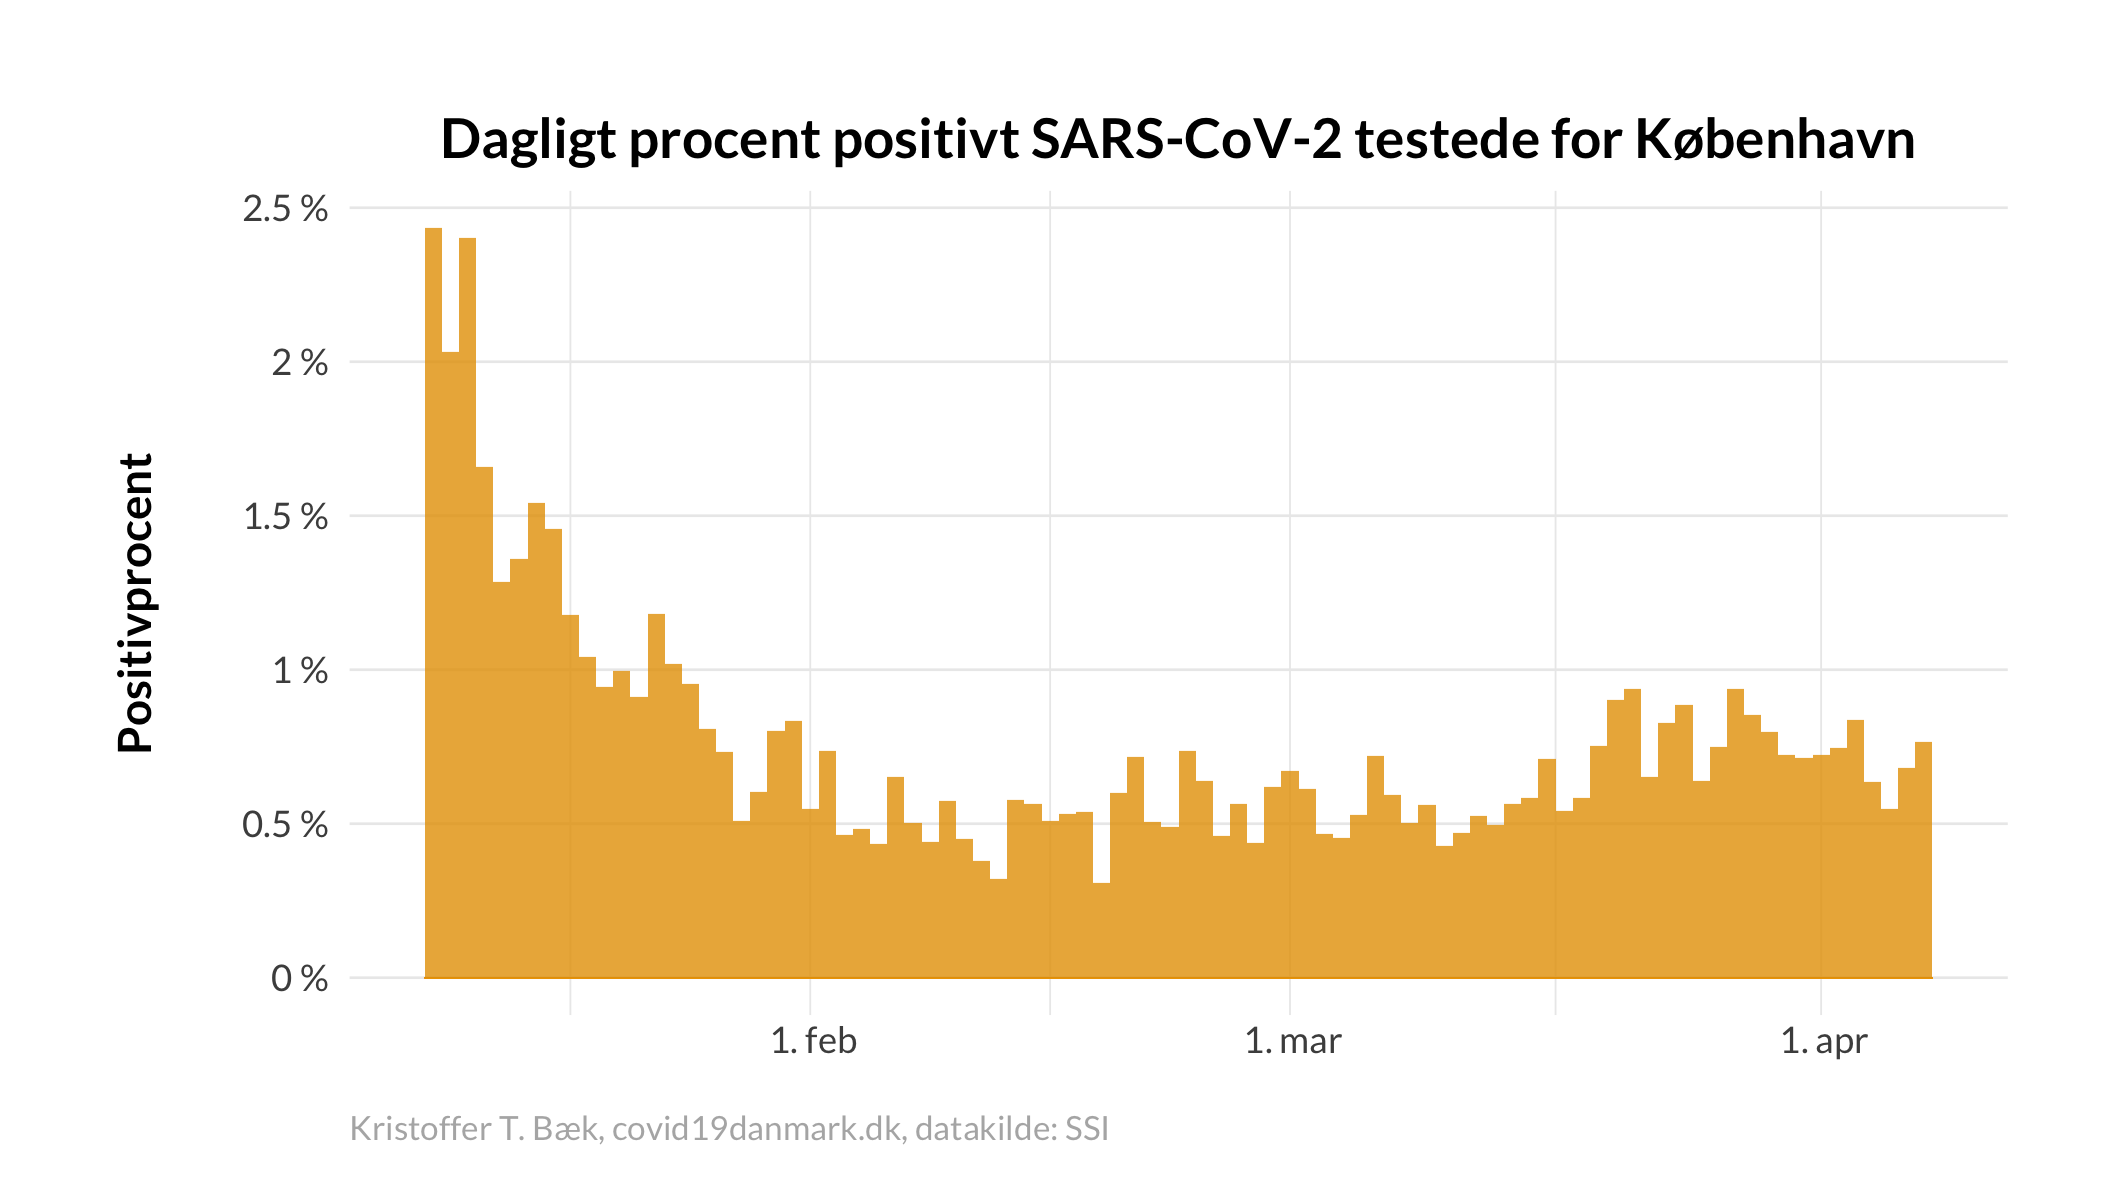 Dagligt procent positivt SARS-CoV-2 testede for København
2.5 %
2 %
1.5 %
1 %
0.5 %
0 %
Positivprocent
1. feb
1. mar
1. apr
Kristoffer T. Bæk, covid19danmark.dk, datakilde: SSI